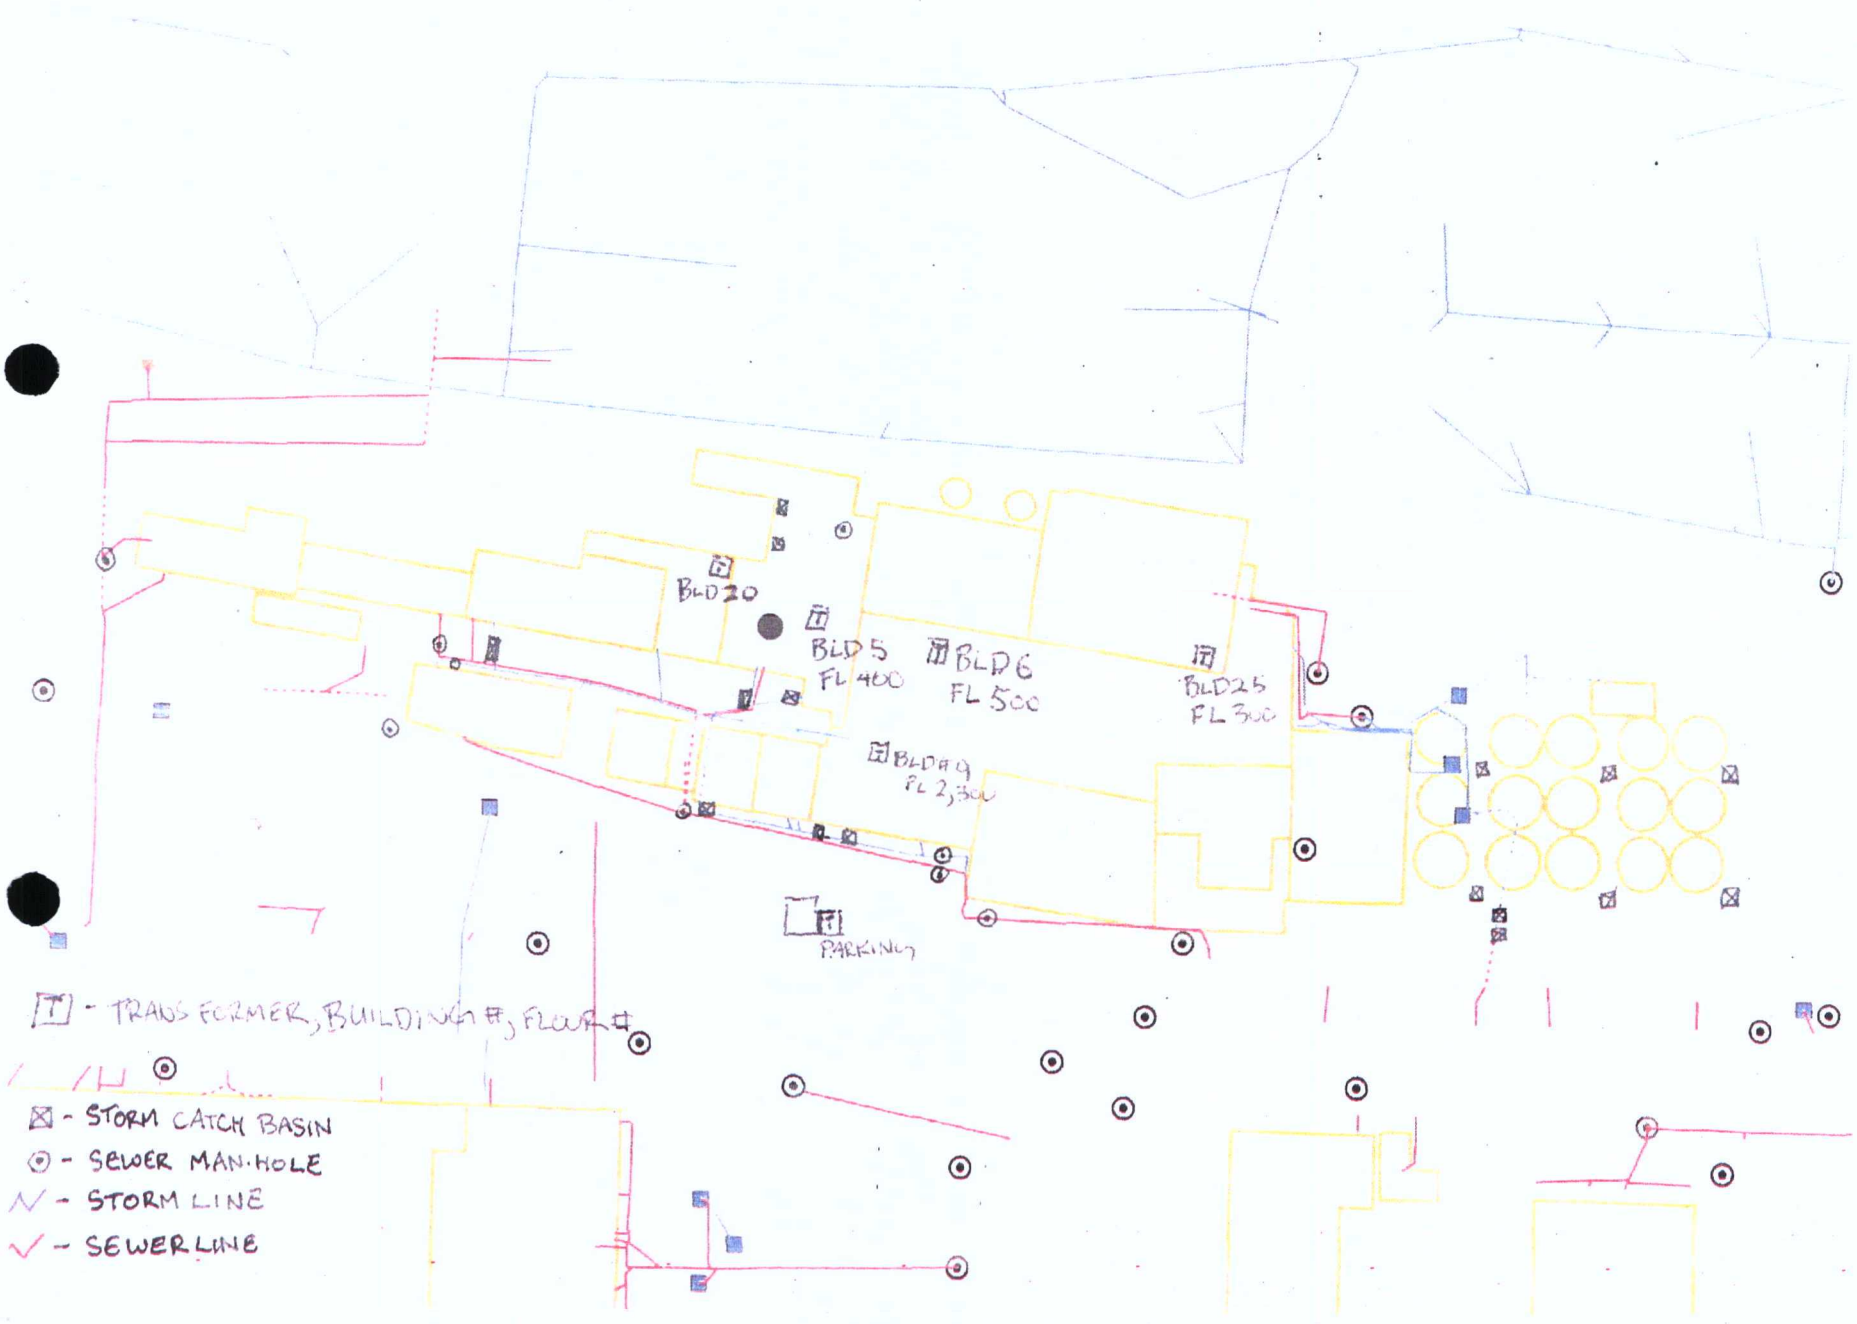 BLD 20
BLD 5
FL 400
BLD 6
FL 500
BLD 25
FL 300
BLD #9
FL 2,300
PARKING
T - TRANSFORMER, BUILDING #, FLOUR #
- STORM CATCH BASIN
- SEWER MAN-HOLE
- STORM LINE
- SEWER LINE